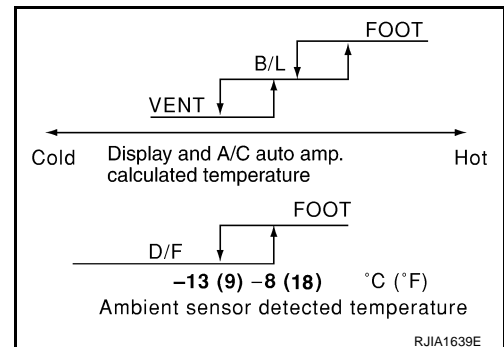 FOOT
B/L
VENT
Cold Display and A/C auto amp. Hot
calculated temperature
FOOT
D/F
–13 (9) –8 (18) °C (°F)
Ambient sensor detected temperature
RJIA1639E